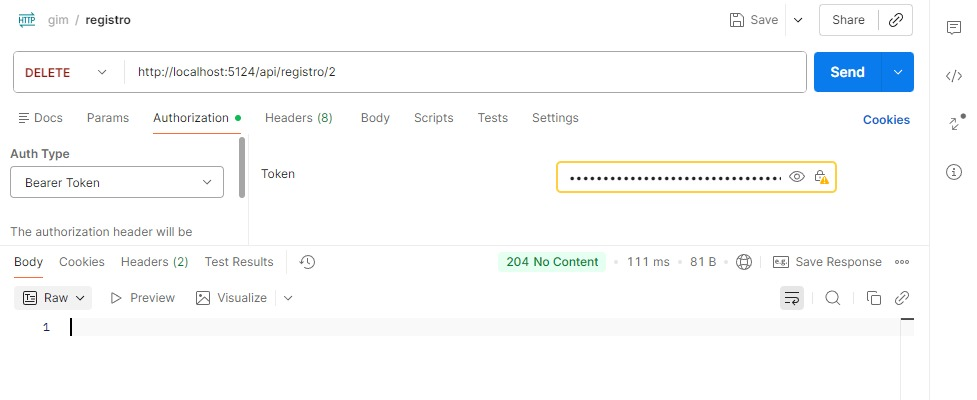 HTTP gim / registro Save Share
DELETE http://localhost:5124/api/registro/2 Send
Docs Params Authorization Headers (8) Body Scripts Tests Settings Cookies
Auth Type
Bearer Token
Token ••••••••••••••••••••••••••••••••
The authorization header will be
Body Cookies Headers (2) Test Results 204 No Content • 111 ms • 81 B e.g. Save Response
Raw Preview Visualize
1